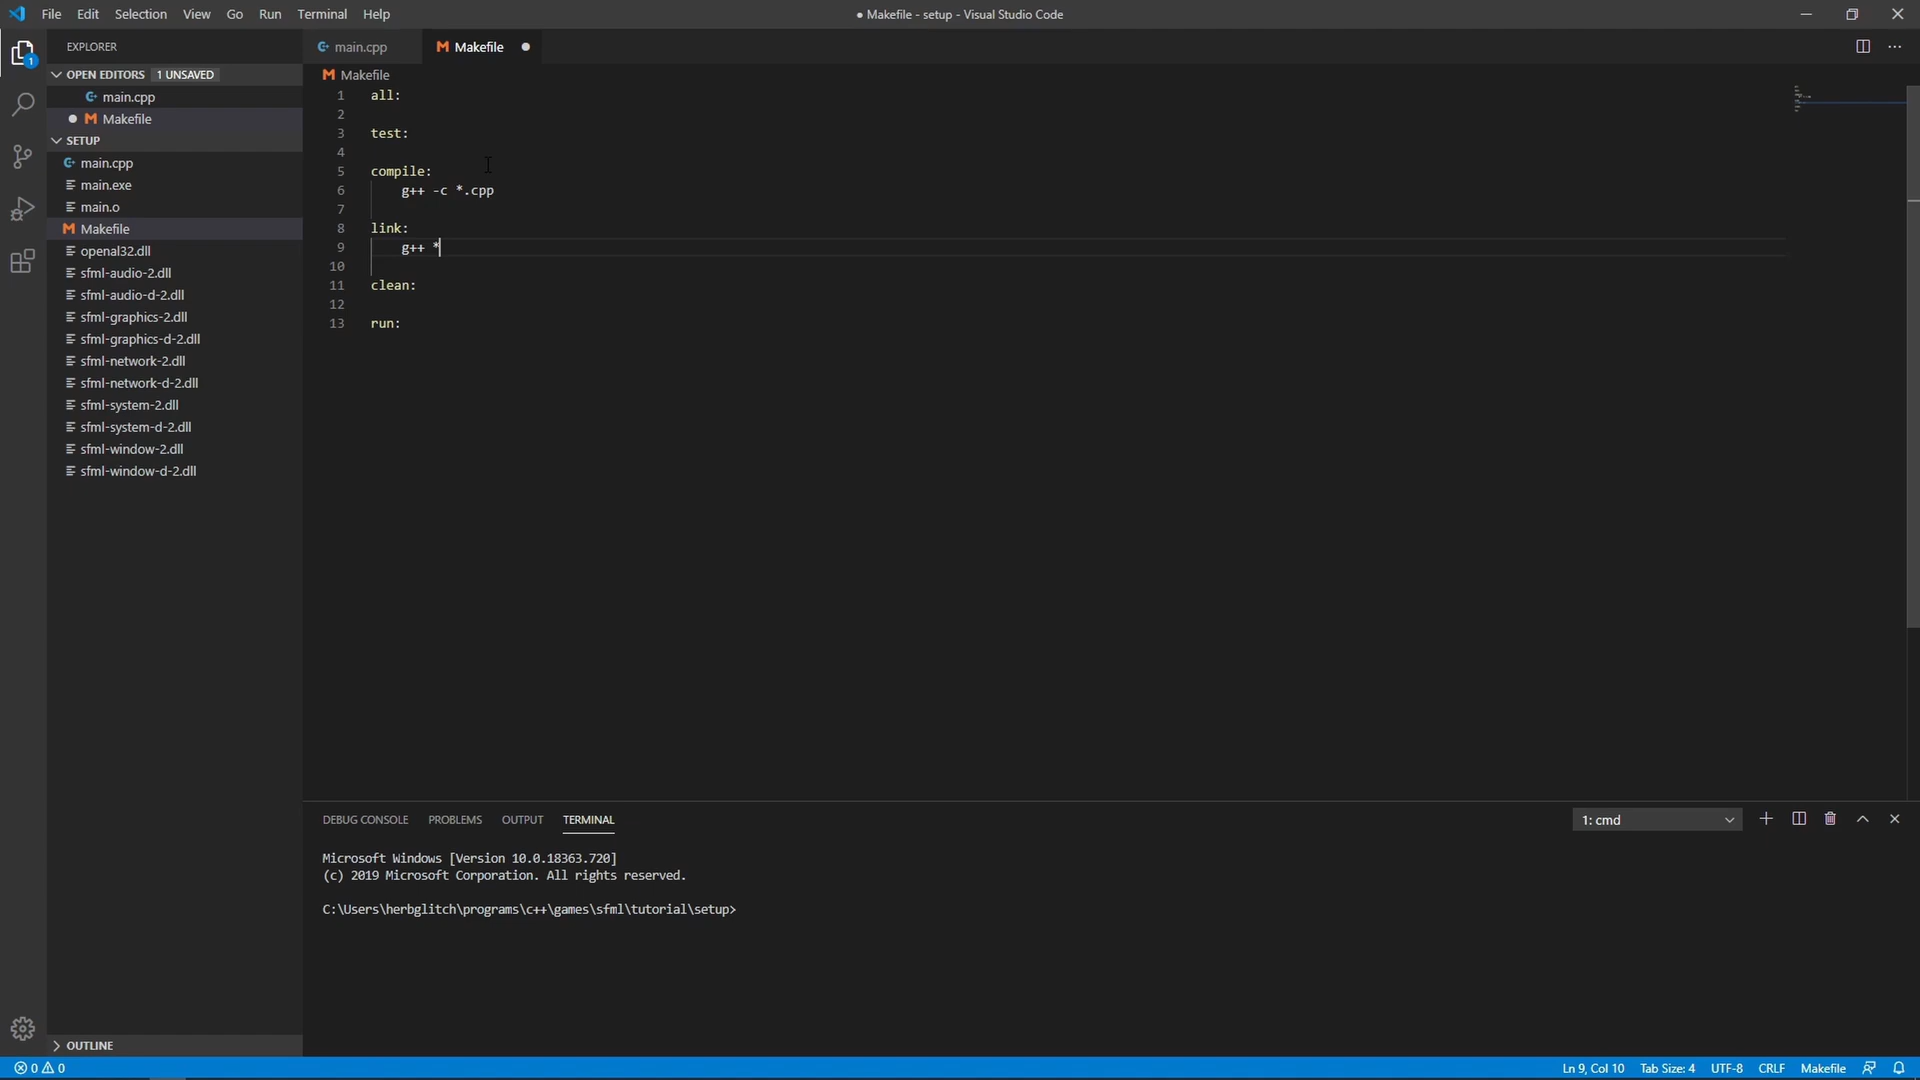 File Edit Selection View Go Run Terminal Help
● Makefile - setup - Visual Studio Code
1
EXPLORER
OPEN EDITORS 1 UNSAVED
main.cpp
Makefile
SETUP
main.cpp
main.exe
main.o
Makefile
openal32.dll
sfml-audio-2.dll
sfml-audio-d-2.dll
sfml-graphics-2.dll
sfml-graphics-d-2.dll
sfml-network-2.dll
sfml-network-d-2.dll
sfml-system-2.dll
sfml-system-d-2.dll
sfml-window-2.dll
sfml-window-d-2.dll
OUTLINE
main.cpp Makefile
Makefile
1 all:
2
3 test:
4
5 compile:
6 g++ -c *.cpp
7
8 link:
9 g++ *
10
11 clean:
12
13 run:
DEBUG CONSOLE PROBLEMS OUTPUT TERMINAL
1: cmd
Microsoft Windows [Version 10.0.18363.720]
(c) 2019 Microsoft Corporation. All rights reserved.
C:\Users\herbglitch\programs\c++\games\sfml\tutorial\setup>
0 0
Ln 9, Col 10 Tab Size: 4 UTF-8 CRLF Makefile